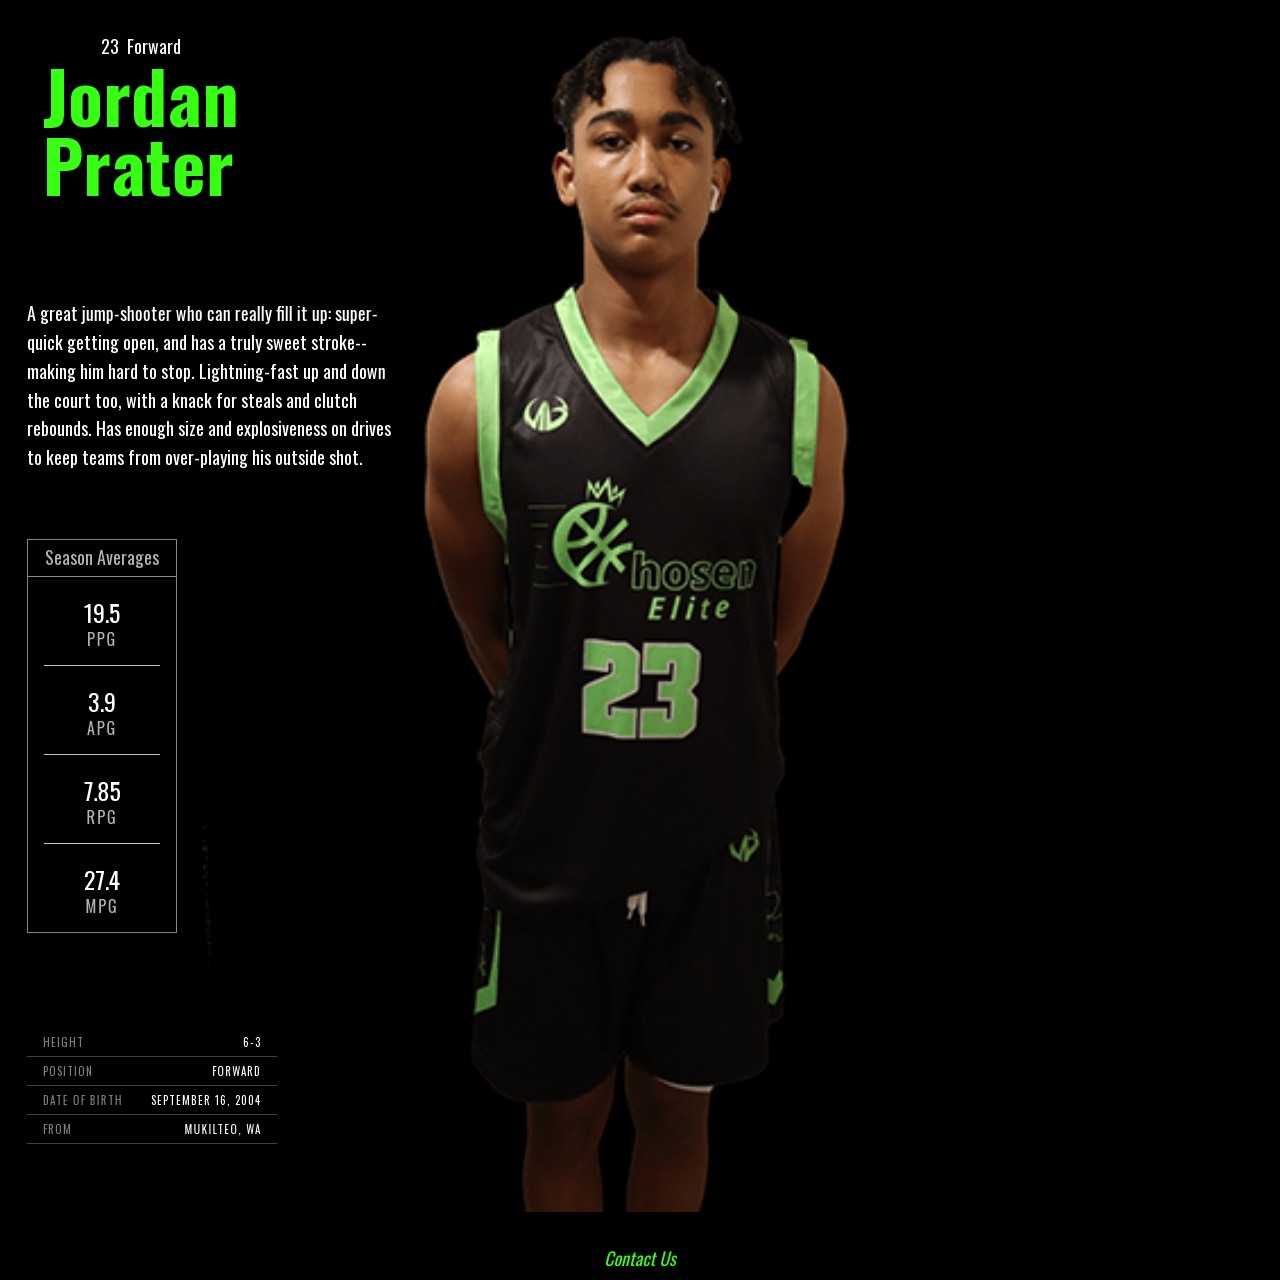 23 Forward
Jordan
Prater
A great jump-shooter who can really fill it up: super-
quick getting open, and has a truly sweet stroke--
making him hard to stop. Lightning-fast up and down
the court too, with a knack for steals and clutch
rebounds. Has enough size and explosiveness on drives
to keep teams from over-playing his outside shot.
hosen
Elite
23
Season Averages
19.5
PPG
3.9
APG
7.85
RPG
27.4
MPG
HEIGHT 6-3
POSITION FORWARD
DATE OF BIRTH SEPTEMBER 16, 2004
FROM MUKILTEO, WA
Contact Us